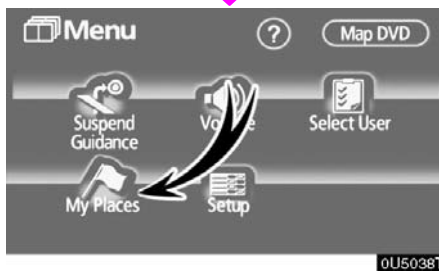 Menu
?
Map DVD
Suspend
Guidance
Select User
My Places
Setup
0U5038